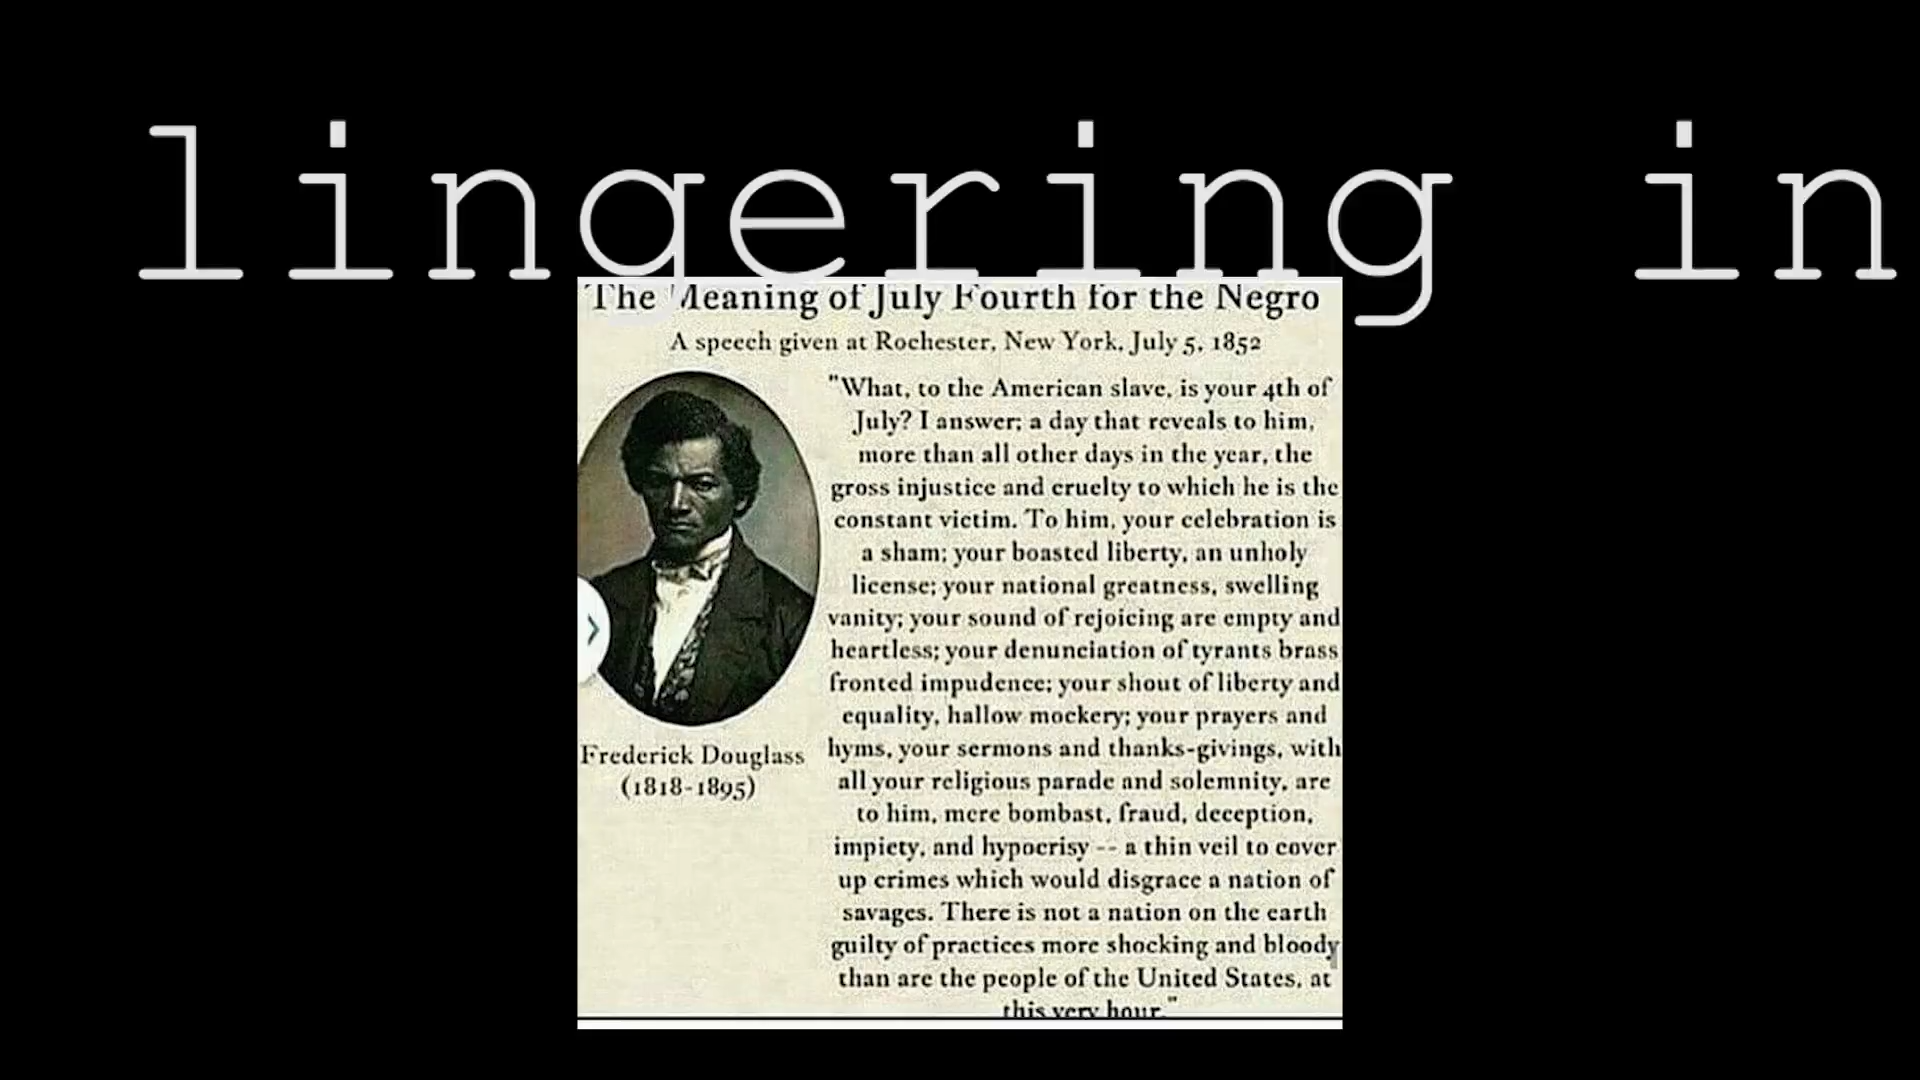 lingering in
The Meaning of July Fourth for the Negro
A speech given at Rochester, New York, July 5, 1852
"What, to the American slave, is your 4th of
July? I answer: a day that reveals to him,
more than all other days in the year, the
gross injustice and cruelty to which he is the
constant victim. To him, your celebration is
a sham; your boasted liberty, an unholy
license; your national greatness, swelling
vanity; your sound of rejoicing are empty and
heartless; your denunciation of tyrants brass
fronted impudence; your shout of liberty and
equality, hallow mockery; your prayers and
hyms, your sermons and thanks-givings, with
all your religious parade and solemnity, are
to him, mere bombast, fraud, deception,
impiety, and hypocrisy -- a thin veil to cover
up crimes which would disgrace a nation of
savages. There is not a nation on the earth
guilty of practices more shocking and bloody
than are the people of the United States, at
this very hour."
Frederick Douglass
(1818-1895)